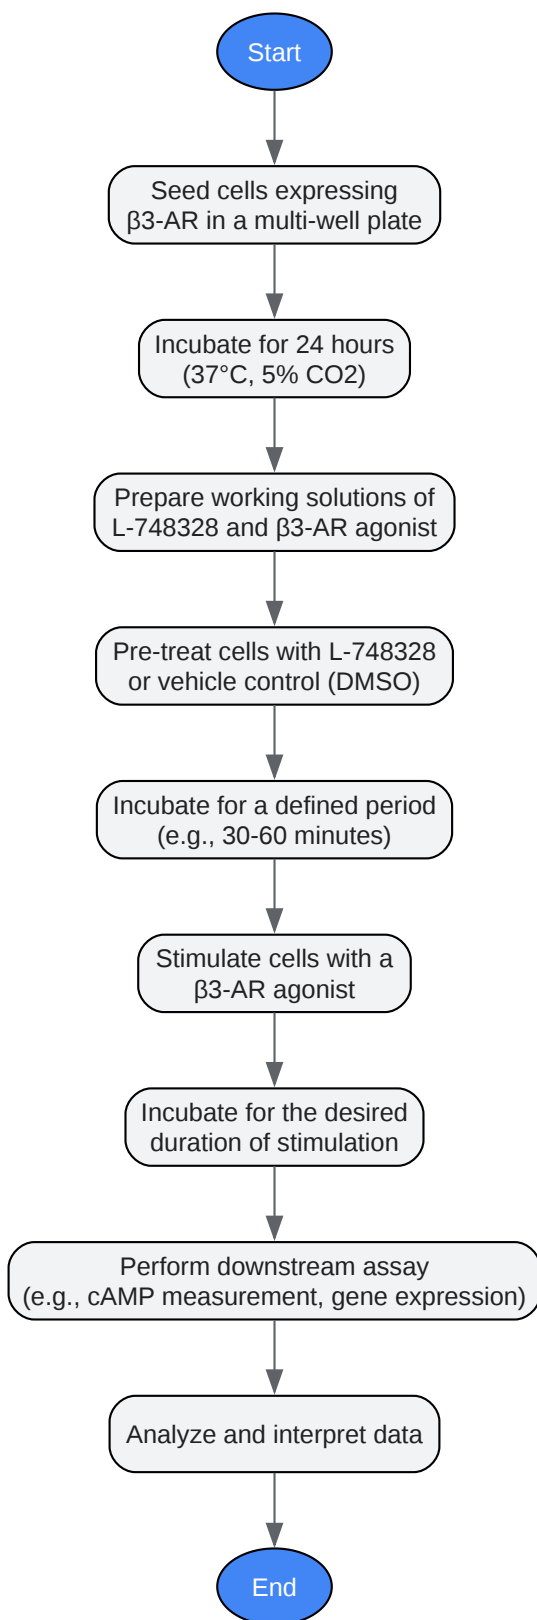 Start
Seed cells expressing
β3-AR in a multi-well plate
Incubate for 24 hours
(37°C, 5% CO2)
Prepare working solutions of
L-748328 and β3-AR agonist
Pre-treat cells with L-748328
or vehicle control (DMSO)
Incubate for a defined period
(e.g., 30-60 minutes)
Stimulate cells with a
β3-AR agonist
Incubate for the desired
duration of stimulation
Perform downstream assay
(e.g., cAMP measurement, gene expression)
Analyze and interpret data
End